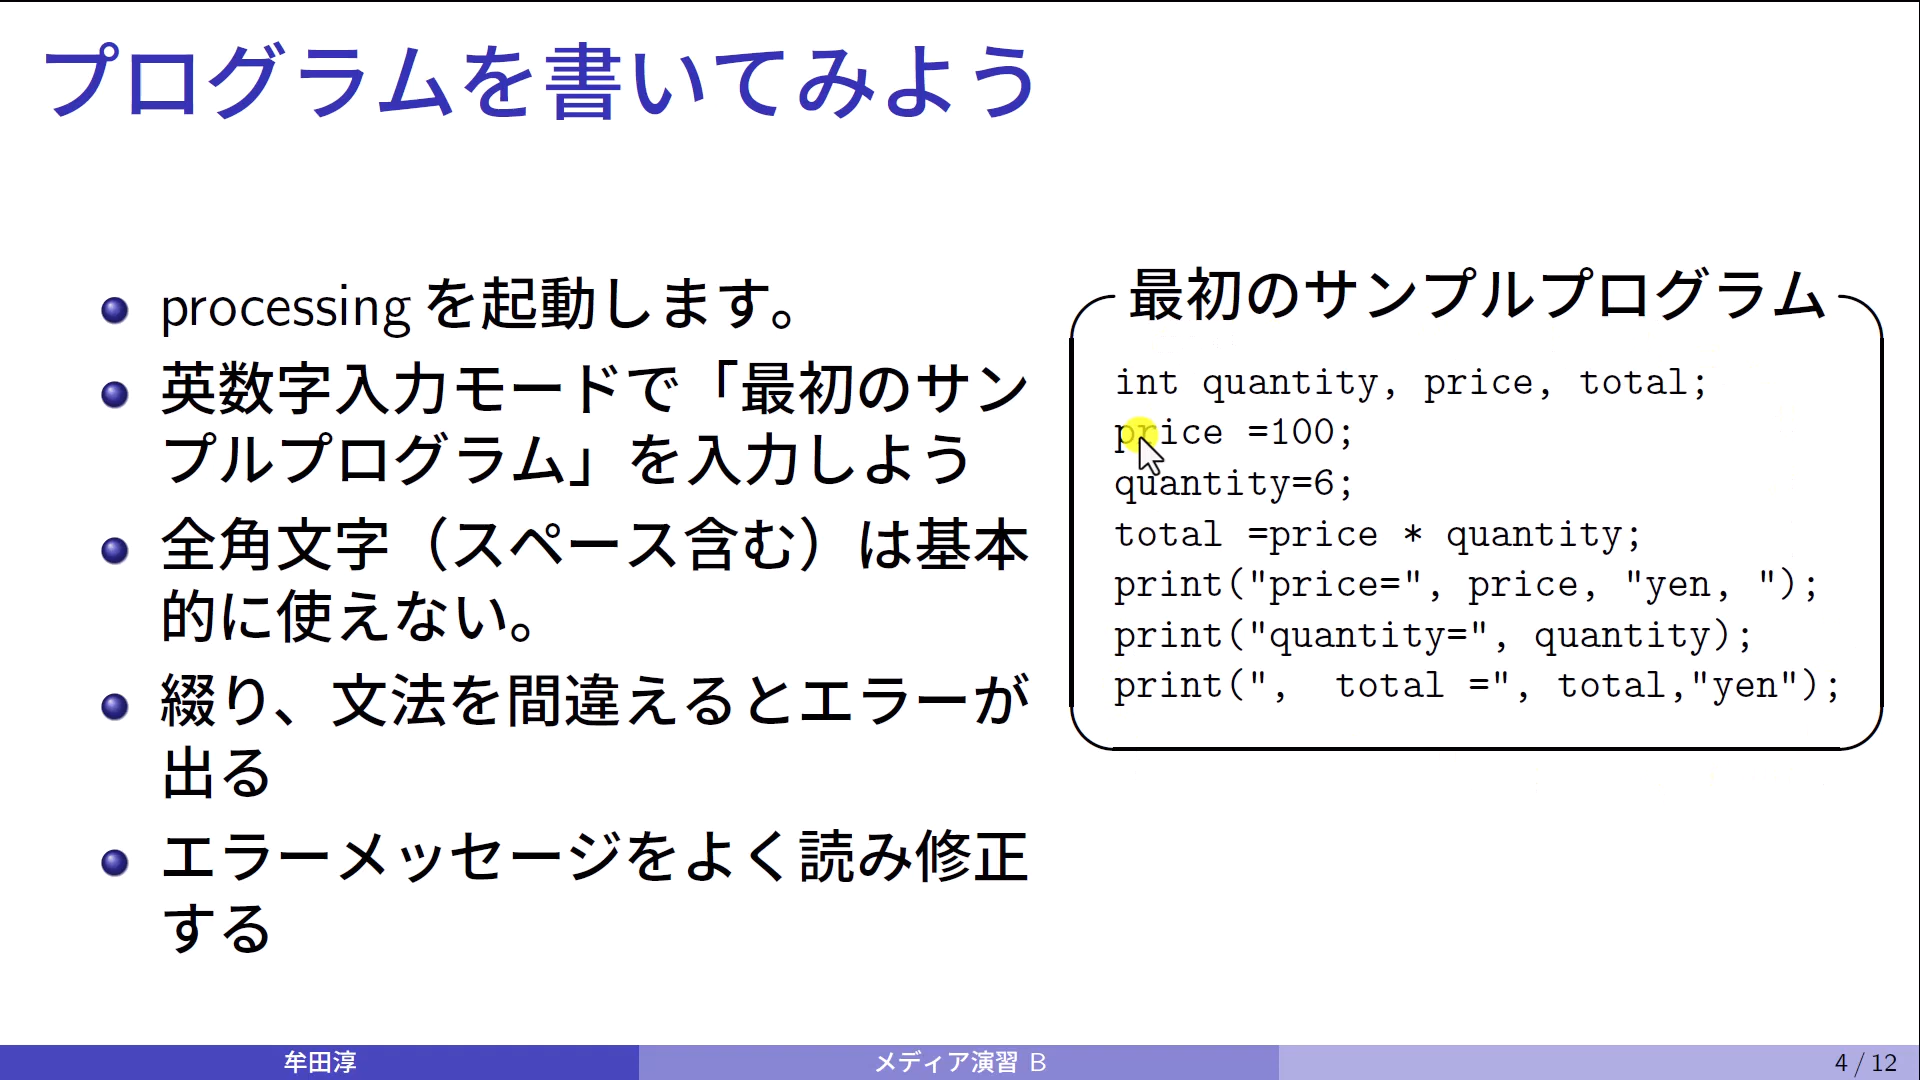 プログラムを書いてみよう
processing を起動します。
英数字入力モードで「最初のサン
プルプログラム」を入力しよう
全角文字（スペース含む）は基本
的に使えない。
綴り、文法を間違えるとエラーが
出る
エラーメッセージをよく読み修正
する
最初のサンプルプログラム
int quantity, price, total;
price =100;
quantity=6;
total =price * quantity;
print("price=", price, "yen, ");
print("quantity=", quantity);
print(",  total =", total,"yen");
牟田淳
メディア演習 B
4 / 12